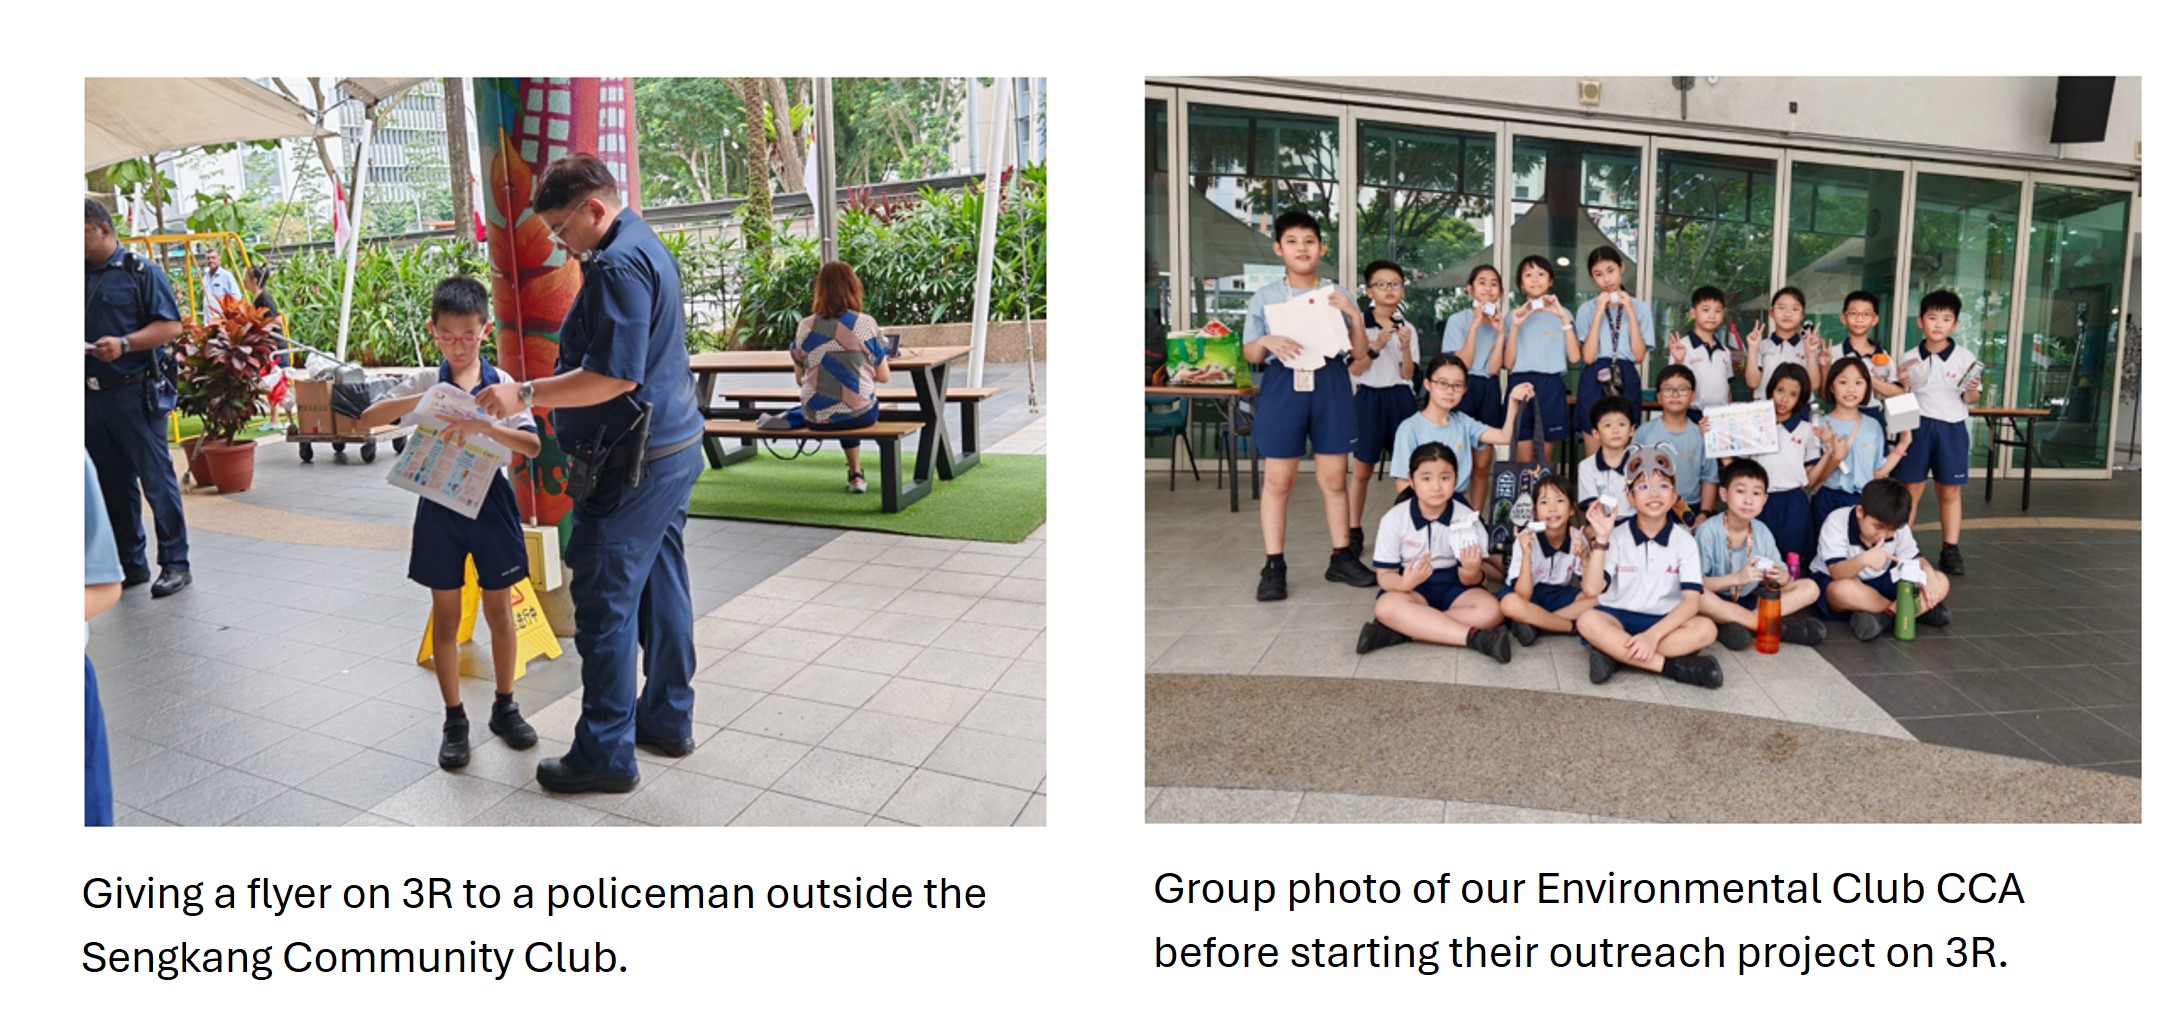 Giving a flyer on 3R to a policeman outside the
Sengkang Community Club.
Group photo of our Environmental Club CCA
before starting their outreach project on 3R.